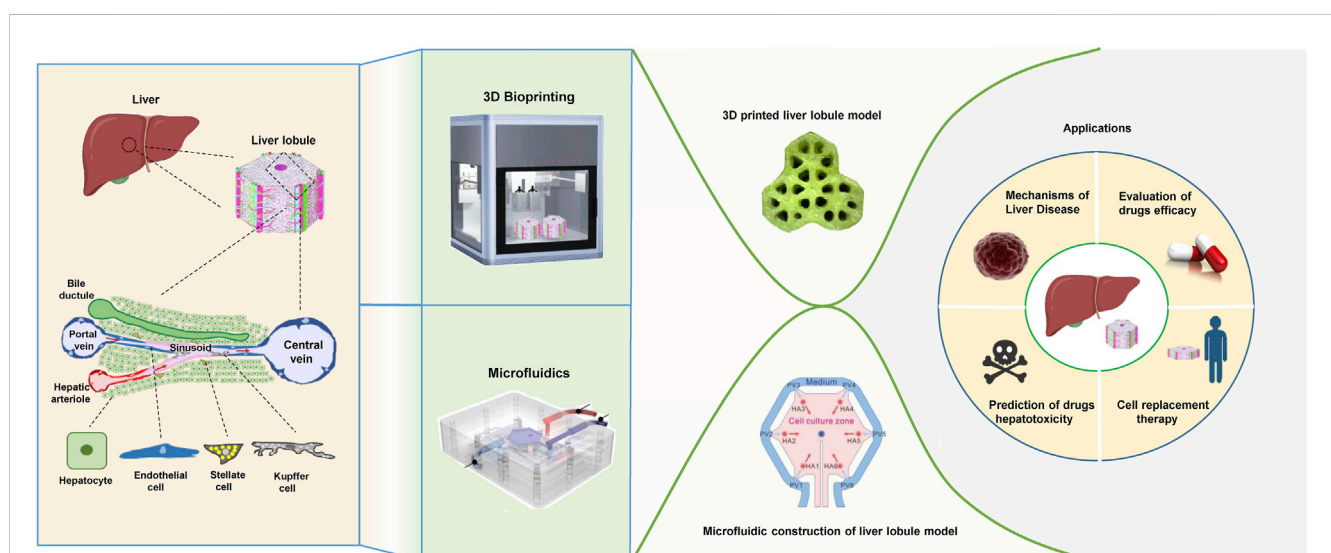 Liver
Liver lobule
Bile
ductule
Portal
vein
Sinusoid
Central
vein
Hepatic
arteriole
Hepatocyte
Endothelial
cell
Stellate
cell
Kupffer
cell
3D Bioprinting
Microfluidics
3D printed liver lobule model
PV3
Medium
PV4
HA3
HA4
Cell culture zone
PV2
HA2
HA5
PV5
HA1
HA6
PV1
PV6
Microfluidic construction of liver lobule model
Applications
Mechanisms of
Liver Disease
Evaluation of
drugs efficacy
Prediction of drugs
hepatotoxicity
Cell replacement
therapy